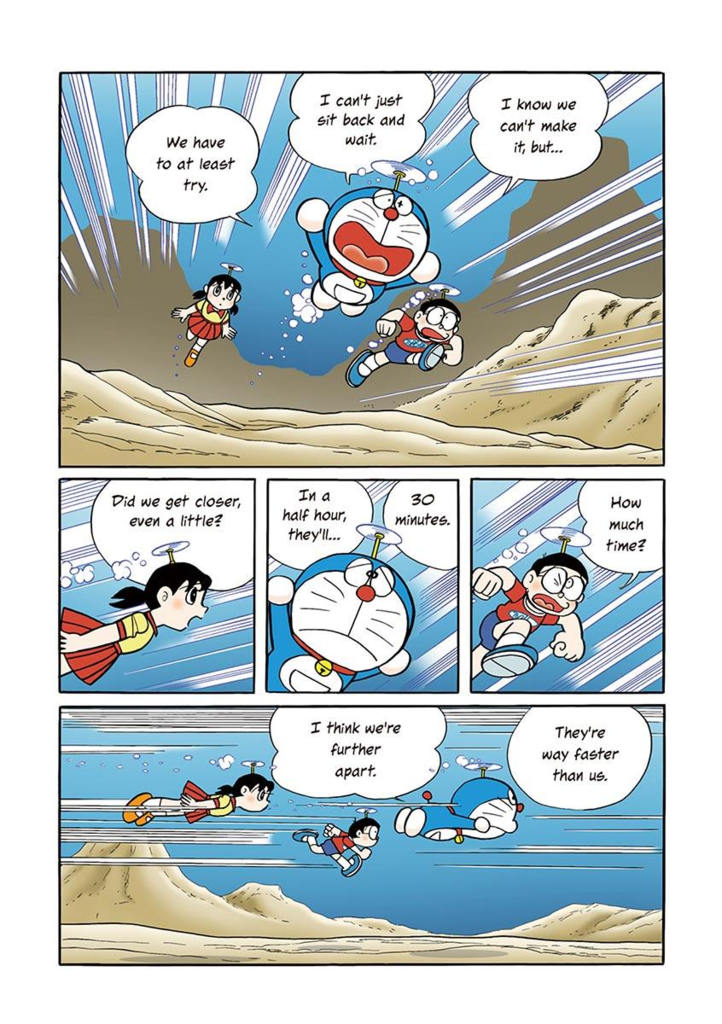 I know we
can't make
it, but...
I can't just
sit back and
wait.
We have
to at least
try.
How
much
time?
30
minutes.
In a
half hour,
they'll...
Did we get closer,
even a little?
They're
way faster
than us.
I think we're
further
apart.